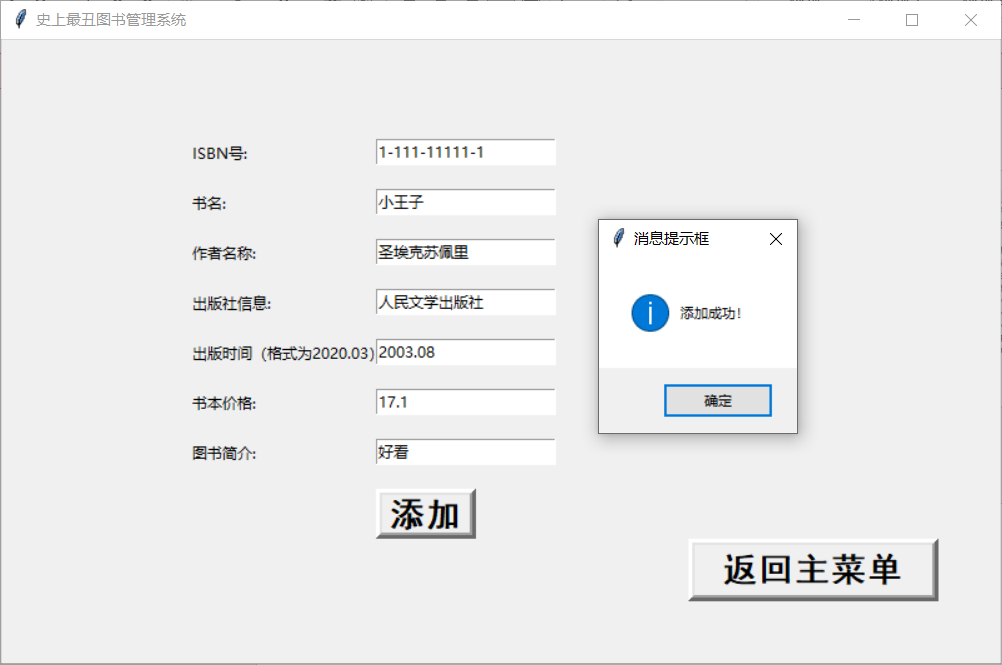 史上最丑图书管理系统
ISBN号:
1-111-11111-1
书名:
小王子
作者名称:
圣埃克苏佩里
出版社信息:
人民文学出版社
出版时间（格式为2020.03）
2003.08
书本价格:
17.1
图书简介:
好看
添加
返回主菜单
消息提示框
添加成功！
确定